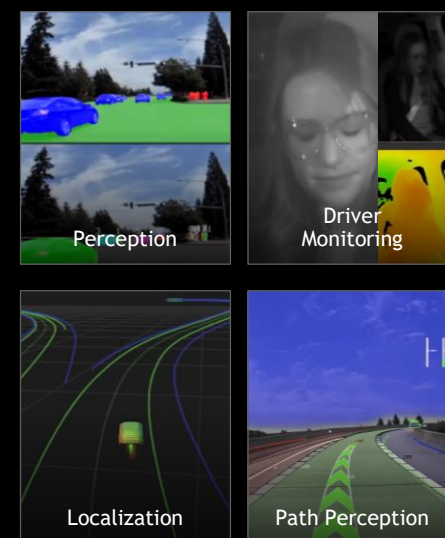 Perception
Driver
Monitoring
Localization
Path Perception